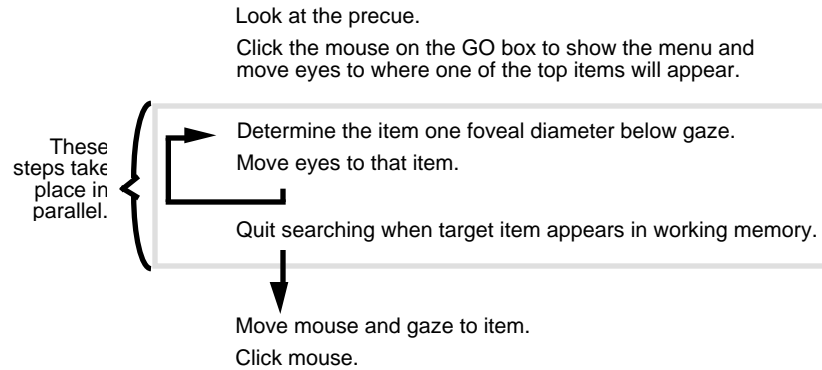 Look at the precue.
Click the mouse on the GO box to show the menu and
move eyes to where one of the top items will appear.
These
steps take
place in
parallel.
Determine the item one foveal diameter below gaze.
Move eyes to that item.
Quit searching when target item appears in working memory.
Move mouse and gaze to item.
Click mouse.